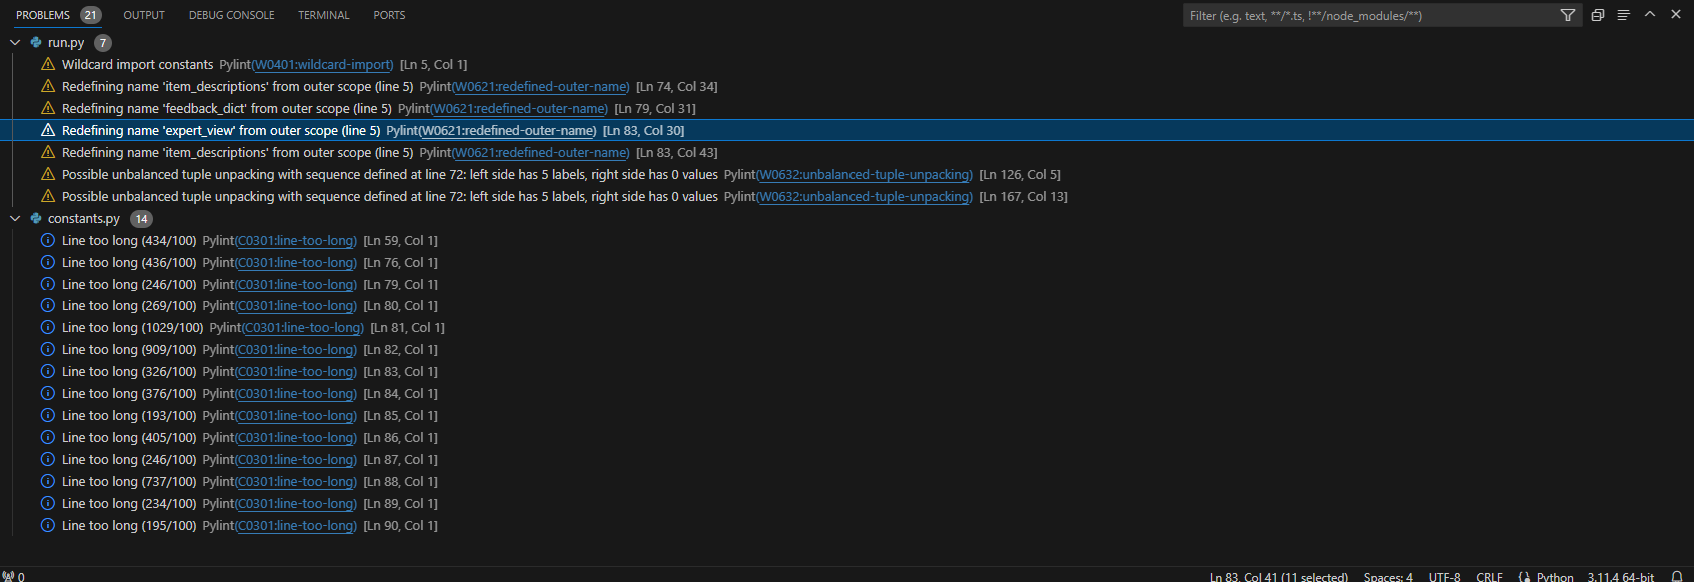 PROBLEMS 21 OUTPUT DEBUG CONSOLE TERMINAL PORTS Filter (e.g. text, **/*.ts, !**/node_modules/**)
run.py 7
Wildcard import constants Pylint(W0401:wildcard-import) [Ln 5, Col 1]
Redefining name 'item_descriptions' from outer scope (line 5) Pylint(W0621:redefined-outer-name) [Ln 74, Col 34]
Redefining name 'feedback_dict' from outer scope (line 5) Pylint(W0621:redefined-outer-name) [Ln 79, Col 31]
Redefining name 'expert_view' from outer scope (line 5) Pylint(W0621:redefined-outer-name) [Ln 83, Col 30]
Redefining name 'item_descriptions' from outer scope (line 5) Pylint(W0621:redefined-outer-name) [Ln 83, Col 43]
Possible unbalanced tuple unpacking with sequence defined at line 72: left side has 5 labels, right side has 0 values Pylint(W0632:unbalanced-tuple-unpacking) [Ln 126, Col 5]
Possible unbalanced tuple unpacking with sequence defined at line 72: left side has 5 labels, right side has 0 values Pylint(W0632:unbalanced-tuple-unpacking) [Ln 167, Col 13]
constants.py 14
Line too long (434/100) Pylint(C0301:line-too-long) [Ln 59, Col 1]
Line too long (436/100) Pylint(C0301:line-too-long) [Ln 76, Col 1]
Line too long (246/100) Pylint(C0301:line-too-long) [Ln 79, Col 1]
Line too long (269/100) Pylint(C0301:line-too-long) [Ln 80, Col 1]
Line too long (1029/100) Pylint(C0301:line-too-long) [Ln 81, Col 1]
Line too long (909/100) Pylint(C0301:line-too-long) [Ln 82, Col 1]
Line too long (326/100) Pylint(C0301:line-too-long) [Ln 83, Col 1]
Line too long (376/100) Pylint(C0301:line-too-long) [Ln 84, Col 1]
Line too long (193/100) Pylint(C0301:line-too-long) [Ln 85, Col 1]
Line too long (405/100) Pylint(C0301:line-too-long) [Ln 86, Col 1]
Line too long (246/100) Pylint(C0301:line-too-long) [Ln 87, Col 1]
Line too long (737/100) Pylint(C0301:line-too-long) [Ln 88, Col 1]
Line too long (234/100) Pylint(C0301:line-too-long) [Ln 89, Col 1]
Line too long (195/100) Pylint(C0301:line-too-long) [Ln 90, Col 1]
0 Ln 83, Col 41 (11 selected) Spaces: 4 UTF-8 CRLF Python 3.11.4 64-bit